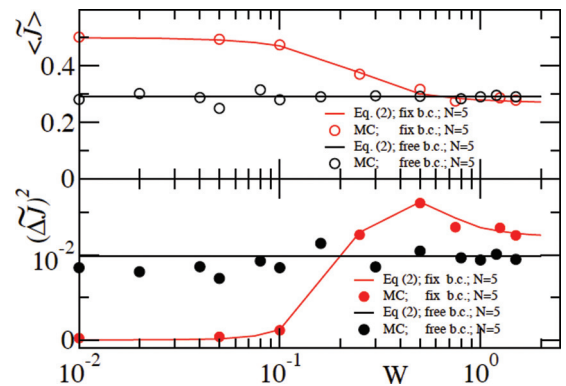 <J̃>
0.4
0.2
0
Eq. (2); fix b.c.; N=5
MC; fix b.c.; N=5
Eq. (2); free b.c.; N=5
MC; free b.c.; N=5
(ΔJ̃)²
10⁻²
0
Eq (2); fix b.c.; N=5
MC; fix b.c.; N=5
Eq (2); free b.c.; N=5
MC; free b.c.; N=5
10⁻² 10⁻¹ W 10⁰